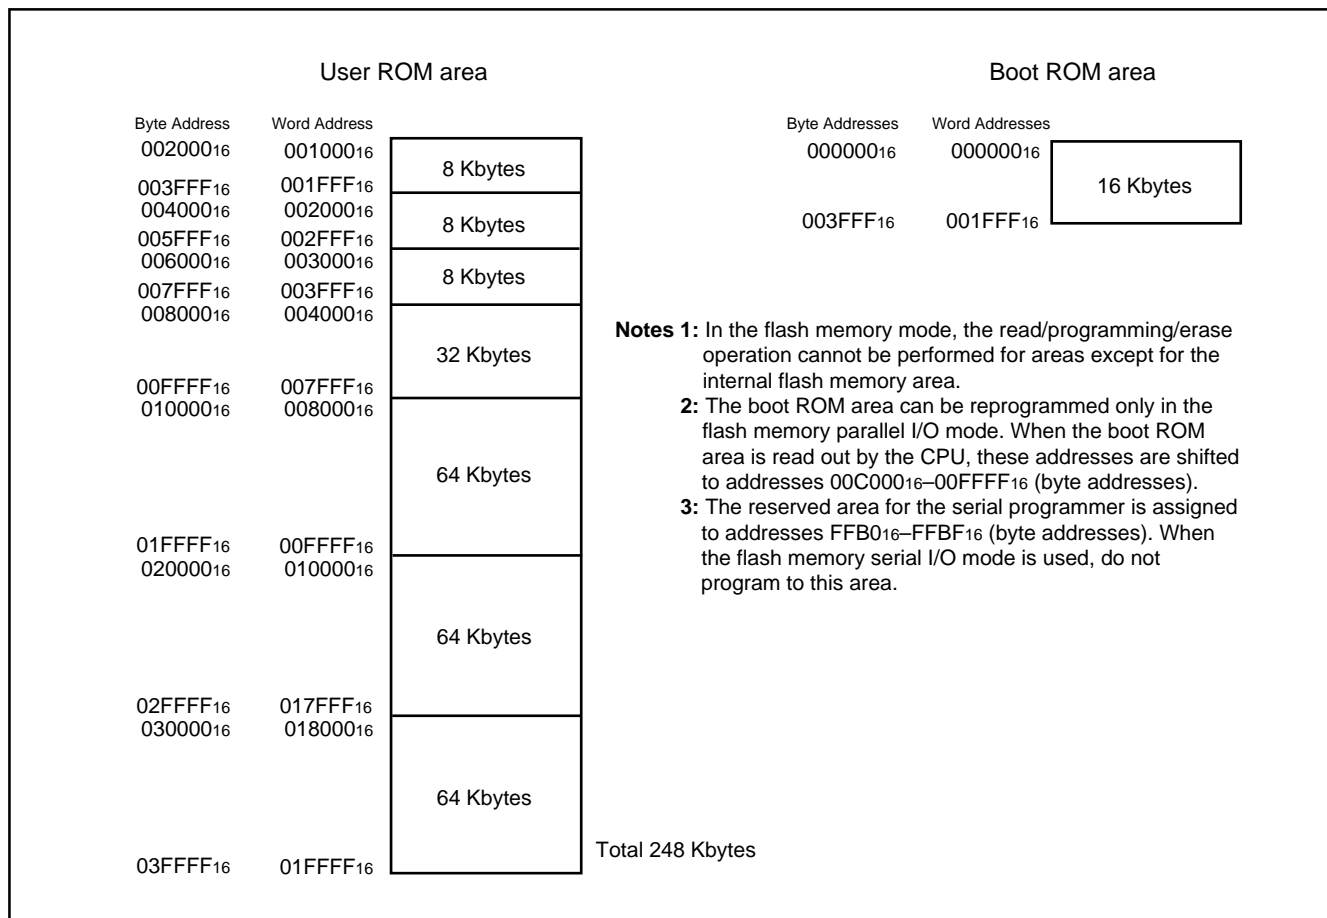 User ROM area
Boot ROM area
Byte Address Word Address
002000₁₆ 001000₁₆
8 Kbytes
003FFF₁₆ 001FFF₁₆
004000₁₆ 002000₁₆
8 Kbytes
005FFF₁₆ 002FFF₁₆
006000₁₆ 003000₁₆
8 Kbytes
007FFF₁₆ 003FFF₁₆
008000₁₆ 004000₁₆
32 Kbytes
00FFFF₁₆ 007FFF₁₆
010000₁₆ 008000₁₆
64 Kbytes
01FFFF₁₆ 00FFFF₁₆
020000₁₆ 010000₁₆
64 Kbytes
02FFFF₁₆ 017FFF₁₆
030000₁₆ 018000₁₆
64 Kbytes
03FFFF₁₆ 01FFFF₁₆
Total 248 Kbytes
Byte Addresses Word Addresses
000000₁₆ 000000₁₆
16 Kbytes
003FFF₁₆ 001FFF₁₆
Notes 1: In the flash memory mode, the read/programming/erase
operation cannot be performed for areas except for the
internal flash memory area.
2: The boot ROM area can be reprogrammed only in the
flash memory parallel I/O mode. When the boot ROM
area is read out by the CPU, these addresses are shifted
to addresses 00C000₁₆–00FFFF₁₆ (byte addresses).
3: The reserved area for the serial programmer is assigned
to addresses FFB0₁₆–FFBF₁₆ (byte addresses). When
the flash memory serial I/O mode is used, do not
program to this area.